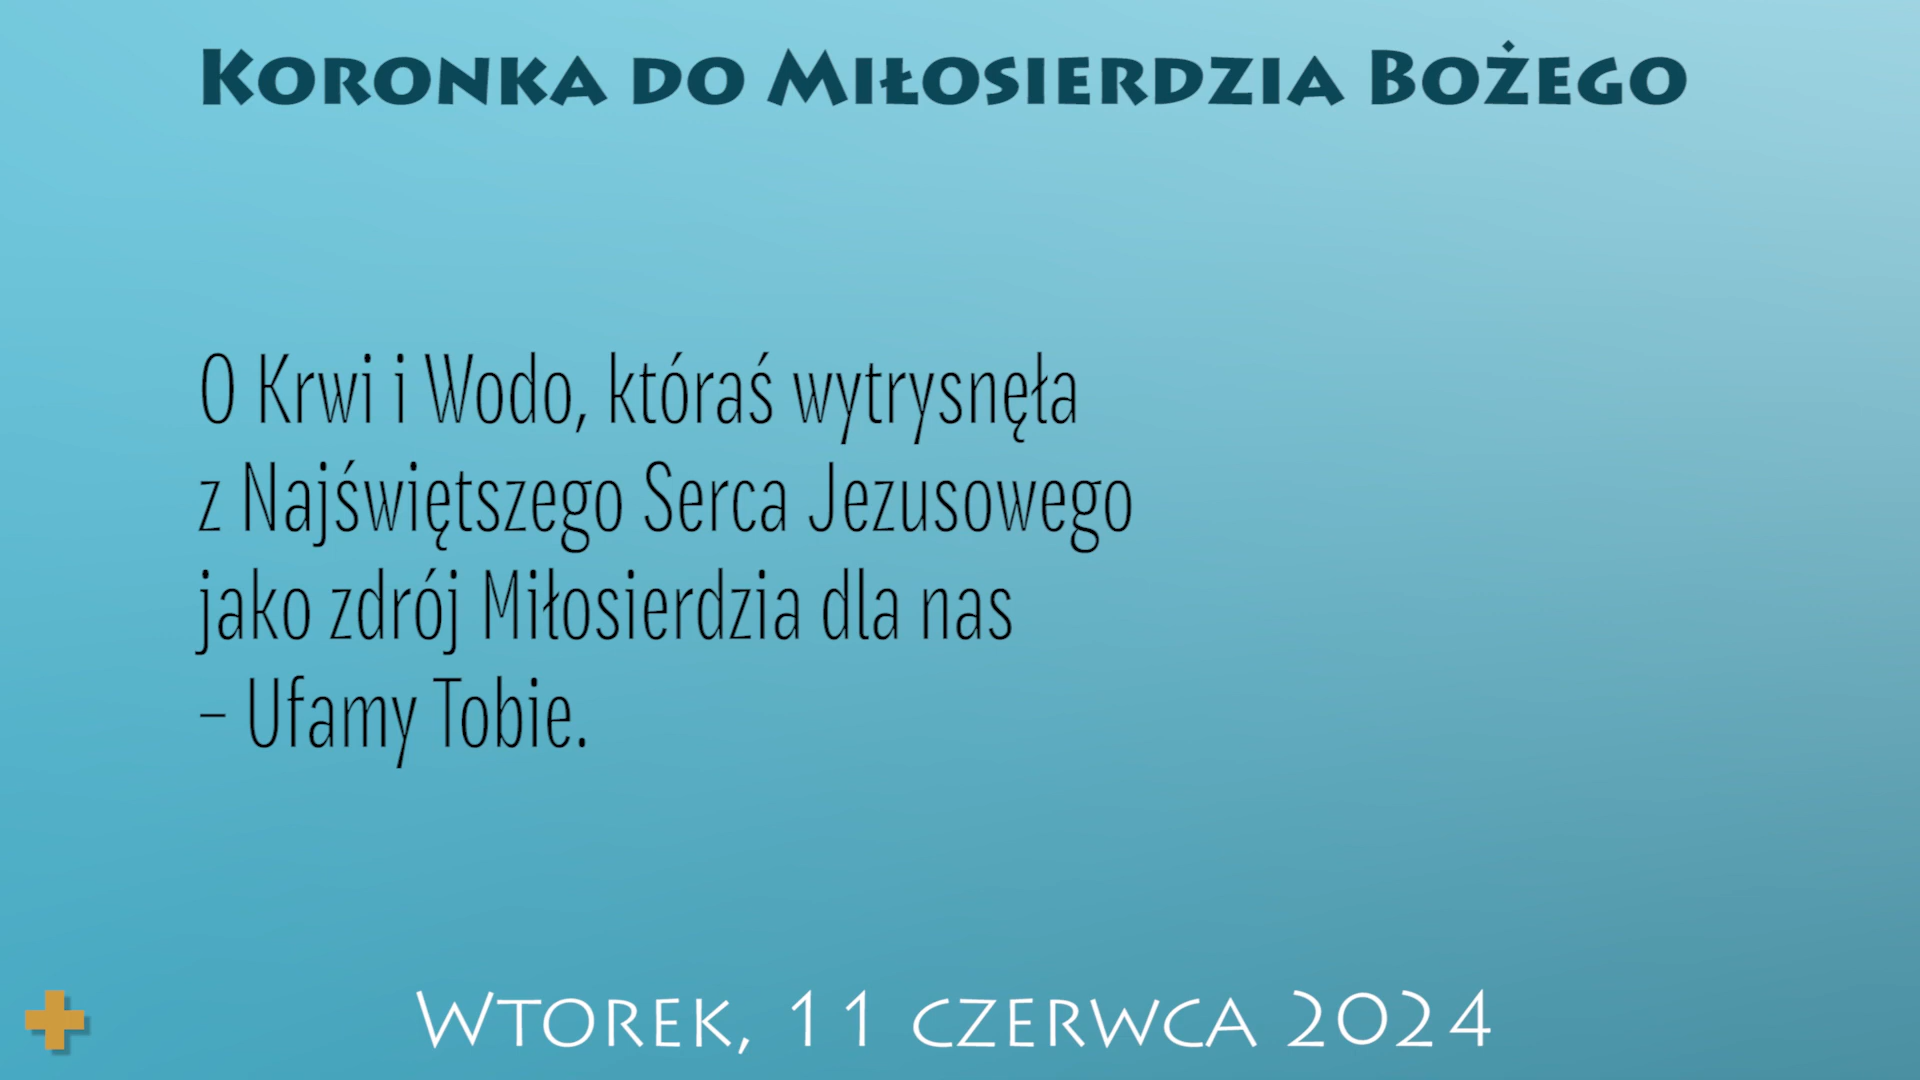 Koronka do Miłosierdzia Bożego
O Krwi i Wodo, któraś wytrysnęła
z Najświętszego Serca Jezusowego
jako zdrój Miłosierdzia dla nas
– Ufamy Tobie.
Wtorek, 11 czerwca 2024